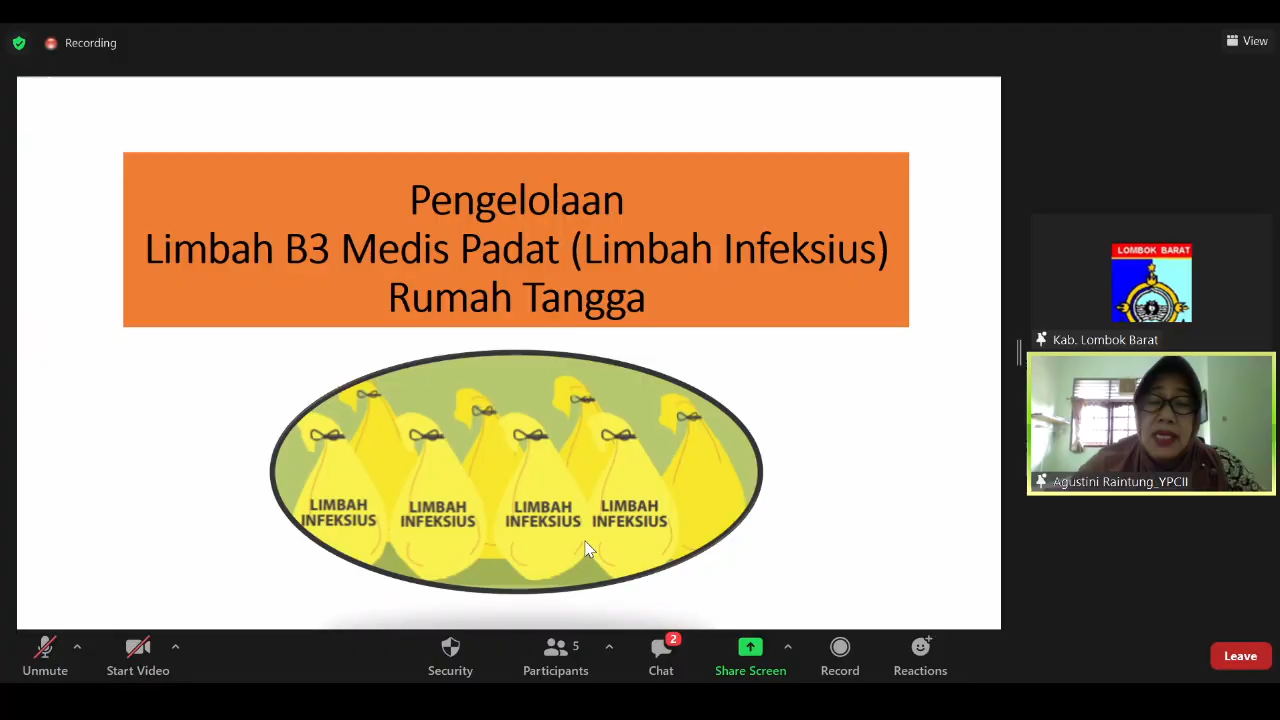 Recording
View
Pengelolaan
Limbah B3 Medis Padat (Limbah Infeksius)
Rumah Tangga
LIMBAH
INFEKSIUS
LIMBAH
INFEKSIUS
LIMBAH
INFEKSIUS
LIMBAH
INFEKSIUS
LOMBOK BARAT
Kab. Lombok Barat
Agustini Raintung_YPCII
Unmute
Start Video
Security
5
Participants
2
Chat
Share Screen
Record
Reactions
Leave